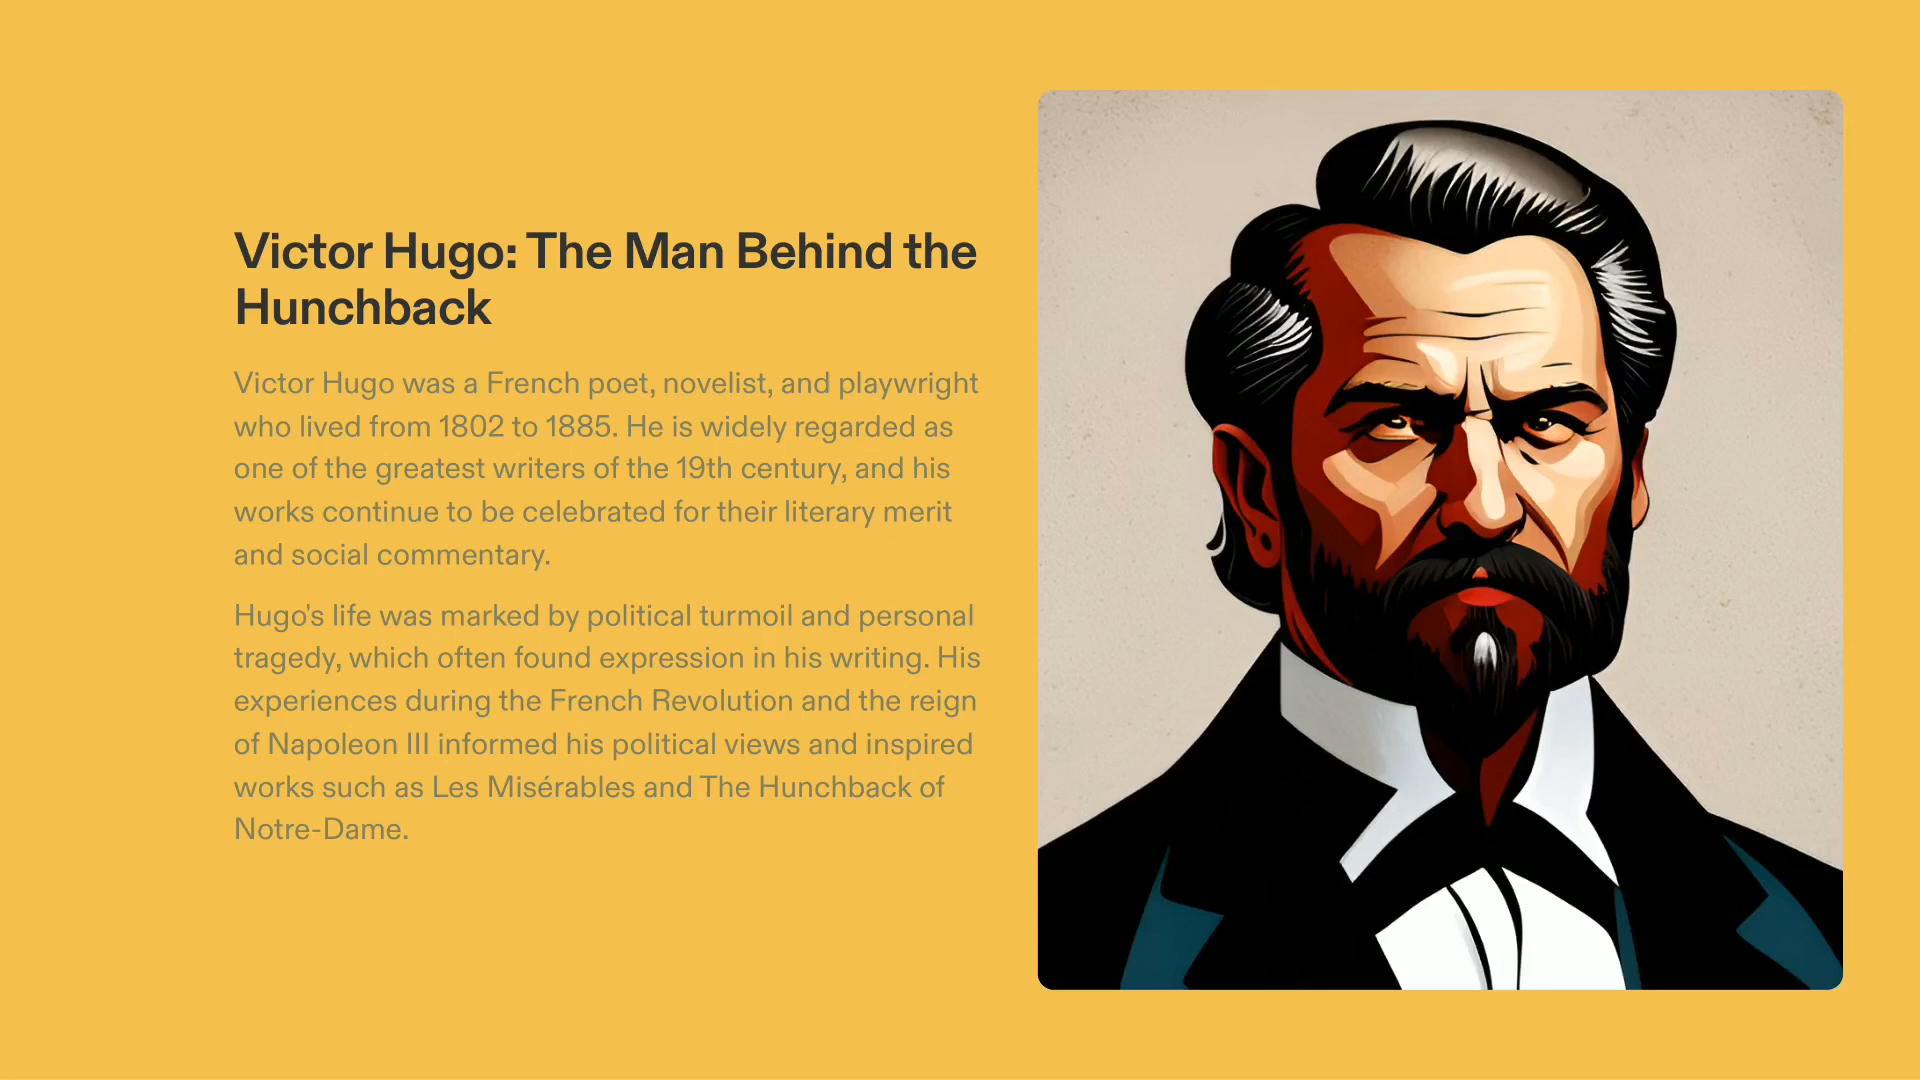 Victor Hugo: The Man Behind the
Hunchback
Victor Hugo was a French poet, novelist, and playwright
who lived from 1802 to 1885. He is widely regarded as
one of the greatest writers of the 19th century, and his
works continue to be celebrated for their literary merit
and social commentary.
Hugo's life was marked by political turmoil and personal
tragedy, which often found expression in his writing. His
experiences during the French Revolution and the reign
of Napoleon III informed his political views and inspired
works such as Les Misérables and The Hunchback of
Notre-Dame.